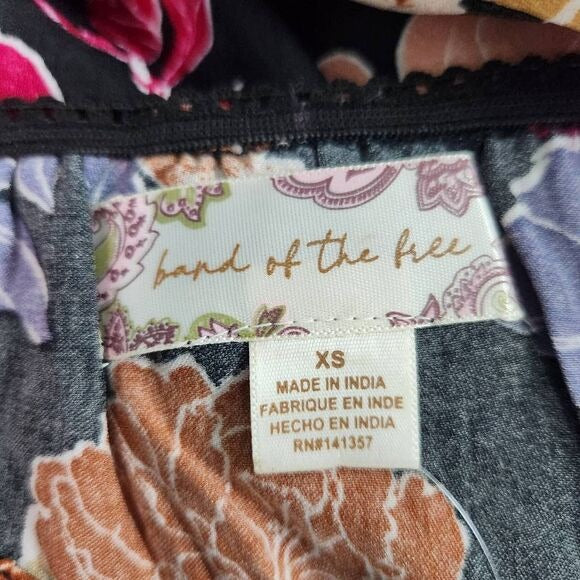 band of the free
XS
MADE IN INDIA
FABRIQUE EN INDE
HECHO EN INDIA
RN#141357